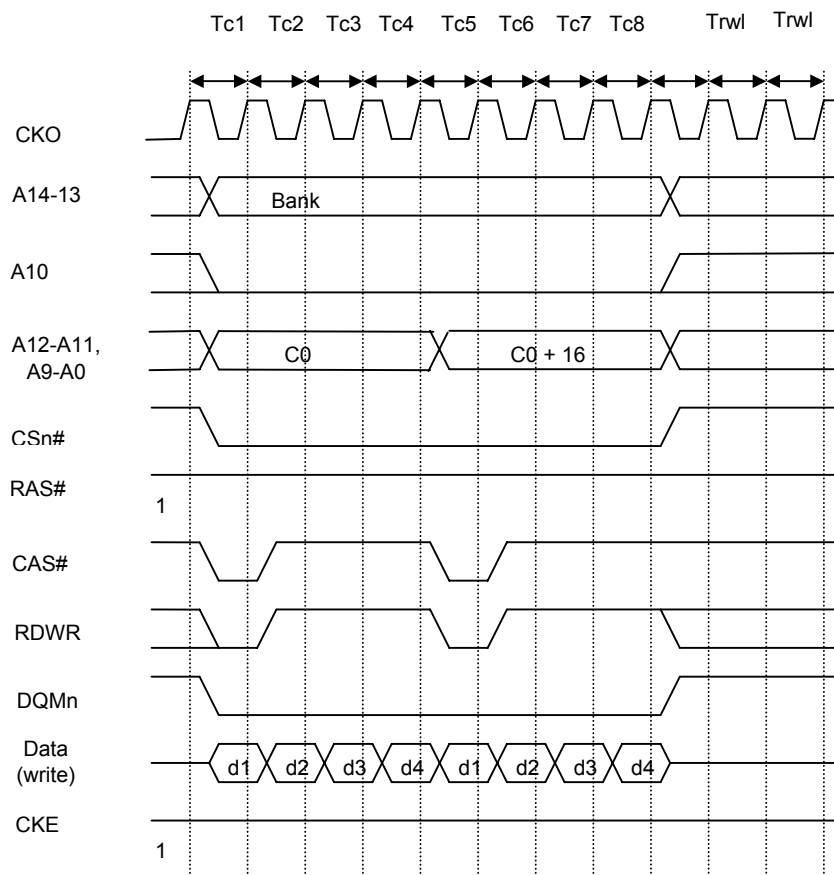 Tc1 Tc2 Tc3 Tc4 Tc5 Tc6 Tc7 Tc8 Trwl Trwl
CKO
A14-13 Bank
A10
A12-A11,
A9-A0
C0 C0 + 16
CSn#
RAS#
1
CAS#
RDWR
DQMn
Data
(write)
d1 d2 d3 d4 d1 d2 d3 d4
CKE
1